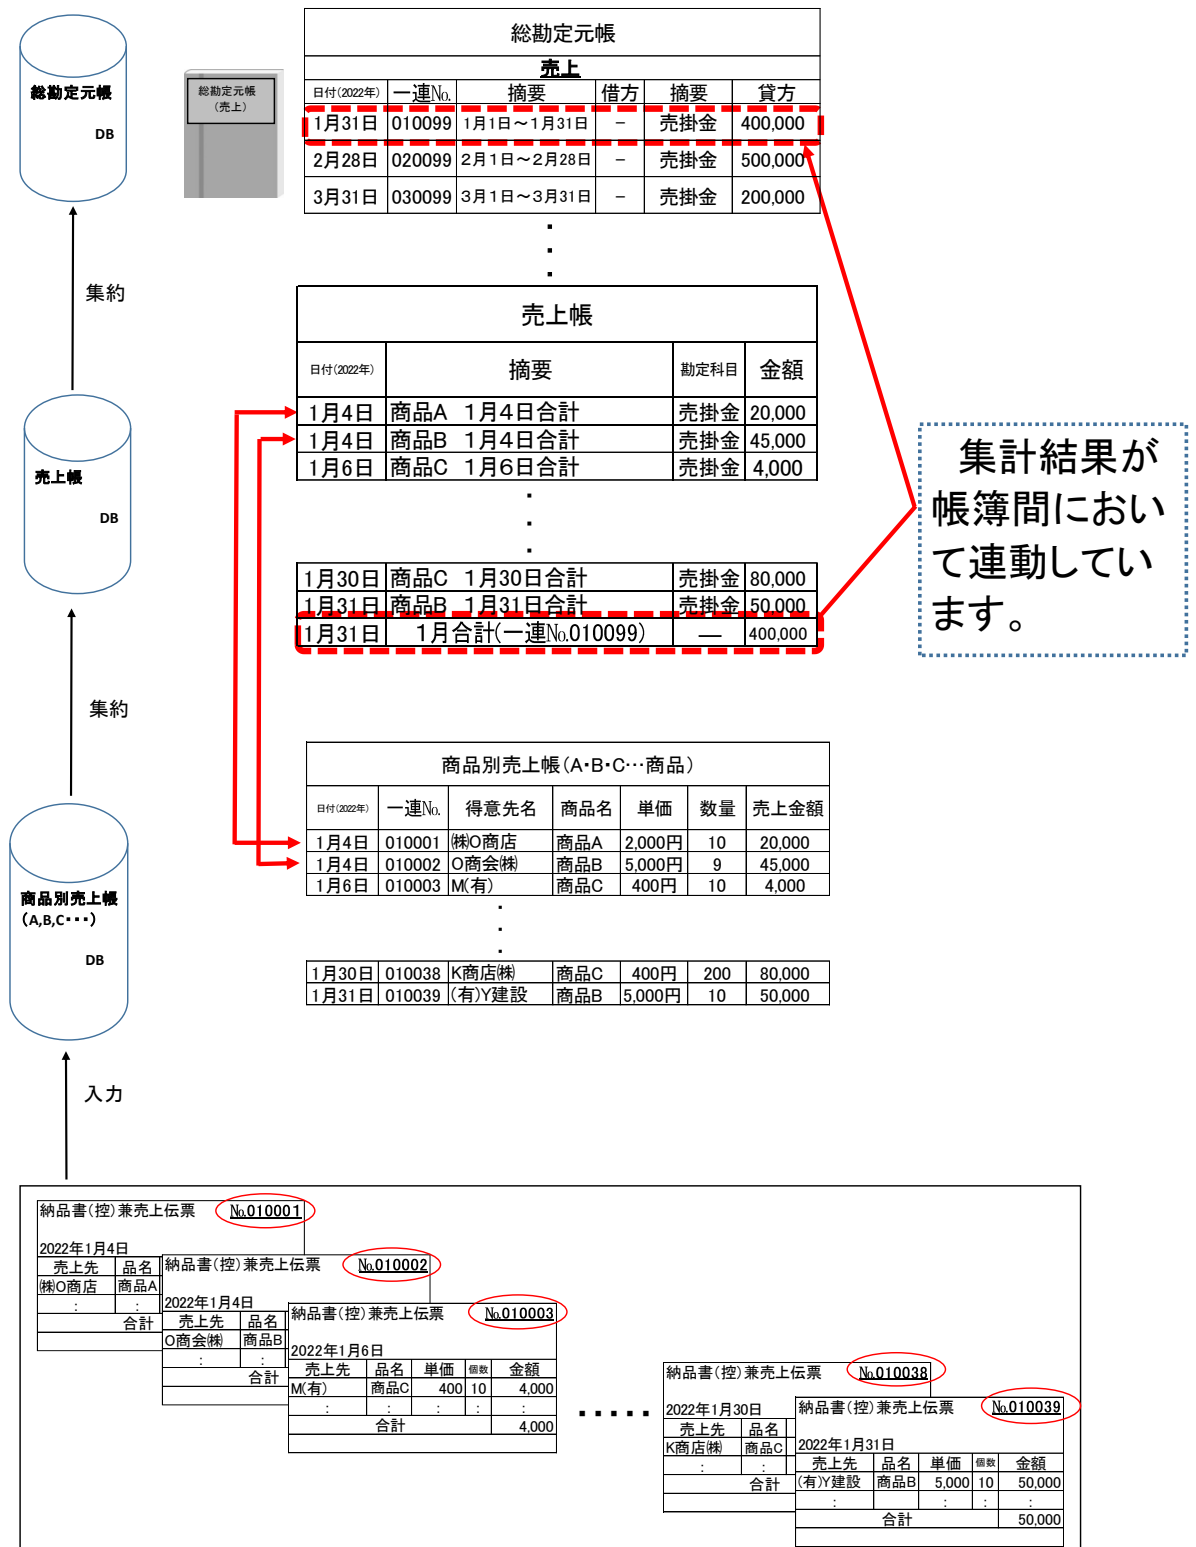 総勘定元帳
売上
日付(2022年) 一連No. 摘要 借方 摘要 貸方
1月31日 010099 1月1日～1月31日 － 売掛金 400,000
2月28日 020099 2月1日～2月28日 － 売掛金 500,000
3月31日 030099 3月1日～3月31日 － 売掛金 200,000
・
・
・
総勘定元帳
DB
総勘定元帳
(売上)
集約
売上帳
日付(2022年) 摘要 勘定科目 金額
1月4日 商品A 1月4日合計 売掛金 20,000
1月4日 商品B 1月4日合計 売掛金 45,000
1月6日 商品C 1月6日合計 売掛金 4,000
・
・
・
1月30日 商品C 1月30日合計 売掛金 80,000
1月31日 商品B 1月31日合計 売掛金 50,000
1月31日 1月合計(一連No.010099) ― 400,000
売上帳
DB
集計結果が
帳簿間におい
て連動してい
ます。
集約
商品別売上帳(A・B・C…商品)
日付(2022年) 一連No. 得意先名 商品名 単価 数量 売上金額
1月4日 010001 ㈱O商店 商品A 2,000円 10 20,000
1月4日 010002 O商会㈱ 商品B 5,000円 9 45,000
1月6日 010003 M(有) 商品C 400円 10 4,000
・
・
・
1月30日 010038 K商店㈱ 商品C 400円 200 80,000
1月31日 010039 (有)Y建設 商品B 5,000円 10 50,000
商品別売上帳
(A,B,C・・・)
DB
入力
納品書(控)兼売上伝票 No.010001
2022年1月4日
売上先 品名
㈱O商店 商品A
： ：
合計
納品書(控)兼売上伝票 No.010002
2022年1月4日
売上先 品名
O商会㈱ 商品B
： ：
合計
納品書(控)兼売上伝票 No.010003
2022年1月6日
売上先 品名 単価 個数 金額
M(有) 商品C 400 10 4,000
： ： ： ： ：
合計 4,000
・・・・・
納品書(控)兼売上伝票 No.010038
2022年1月30日
売上先 品名
K商店㈱ 商品C
： ：
合計
納品書(控)兼売上伝票 No.010039
2022年1月31日
売上先 品名 単価 個数 金額
(有)Y建設 商品B 5,000 10 50,000
： ： ： ：
合計 50,000